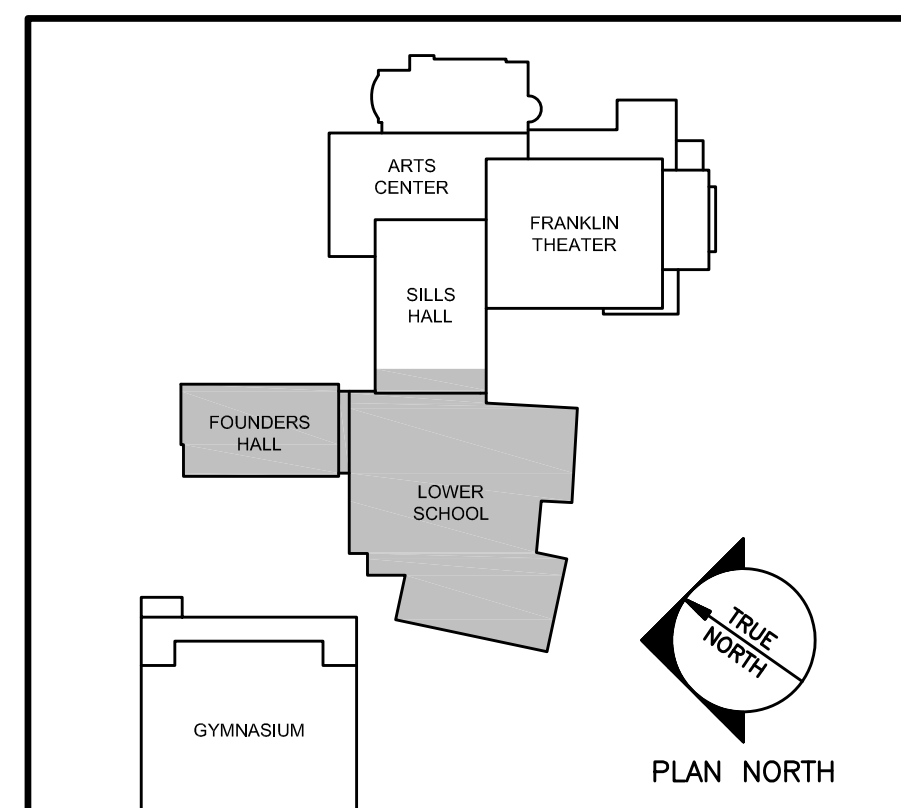 ARTS
CENTER
FRANKLIN
THEATER
SILLS
HALL
FOUNDERS
HALL
LOWER
SCHOOL
TRUE
NORTH
GYMNASIUM
PLAN NORTH